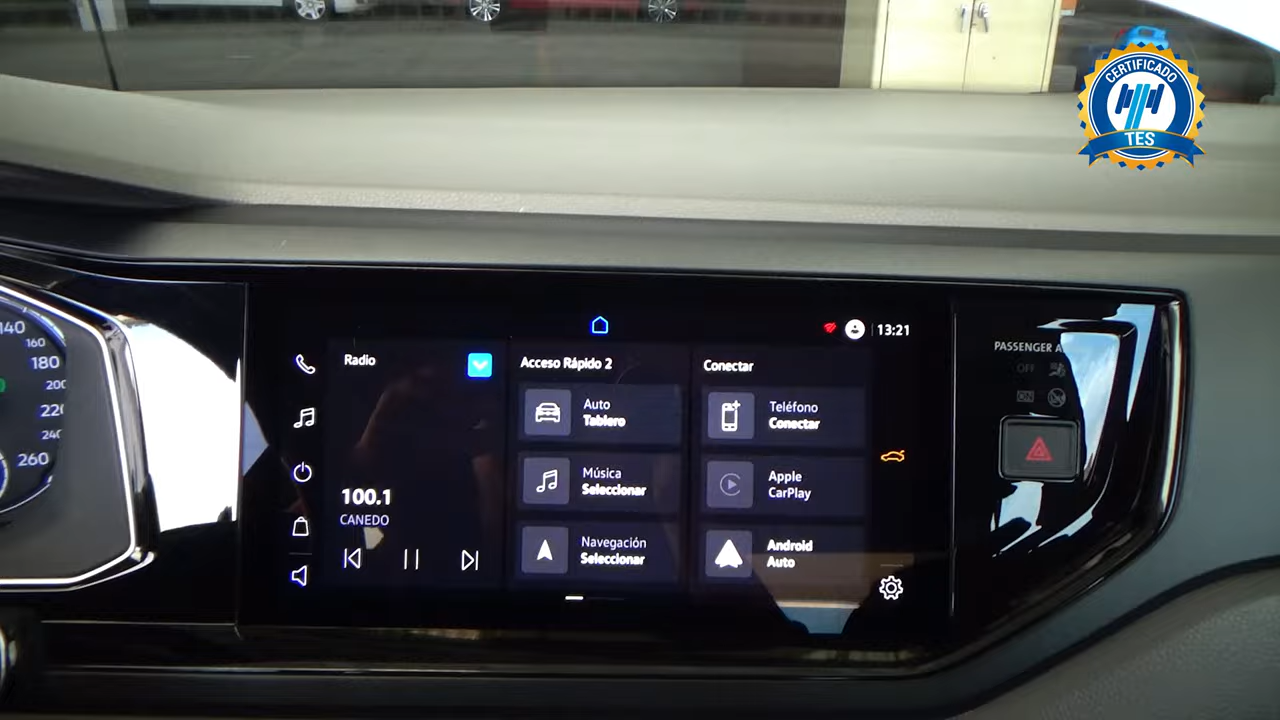 CERTIFICADO
TES
140
160
180
200
220
240
260
13:21
Radio
100.1
CANEDO
Acceso Rápido 2
Auto
Tablero
Música
Seleccionar
Navegación
Seleccionar
Conectar
Teléfono
Conectar
Apple
CarPlay
Android
Auto
PASSENGER
OFF
ON